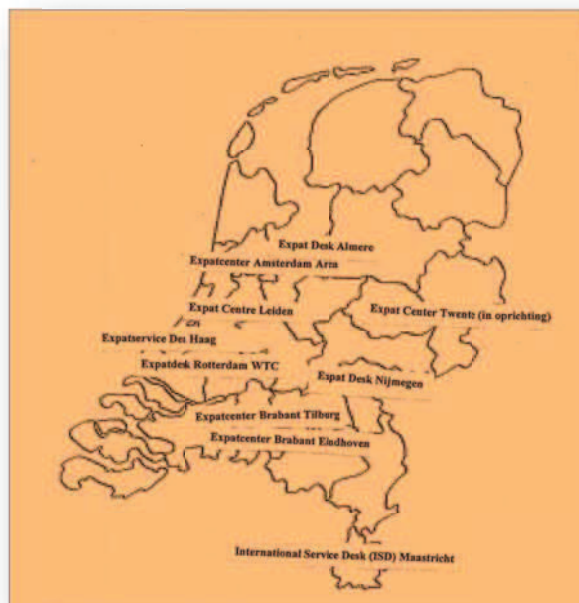 Expat Desk Almere
Expatcenter Amsterdam Area
Expat Centre Leiden
Expat Center Twente (in oprichting)
Expatservice Den Haag
Expatdesk Rotterdam WTC
Expat Desk Nijmegen
Expatcenter Brabant Tilburg
Expatcenter Brabant Eindhoven
International Service Desk (ISD) Maastricht